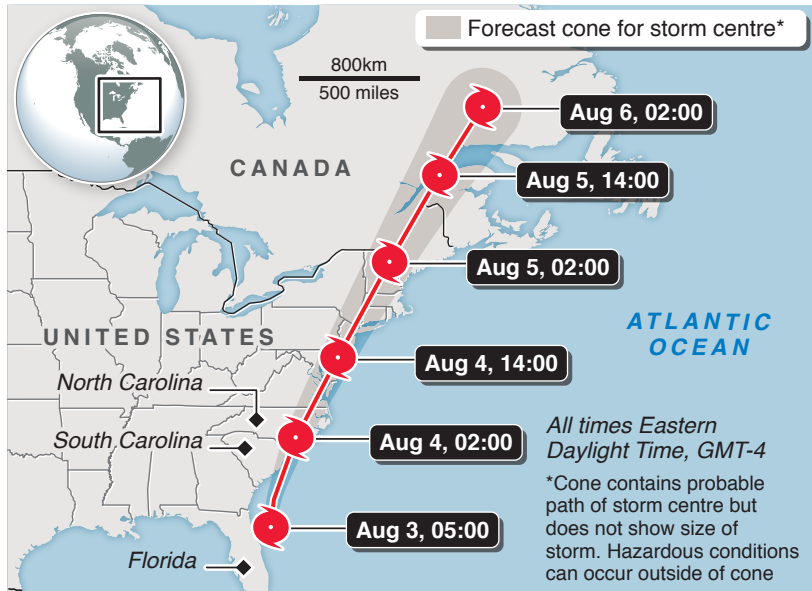 Forecast cone for storm centre*
800km
500 miles
Aug 6, 02:00
CANADA
Aug 5, 14:00
Aug 5, 02:00
ATLANTIC
OCEAN
UNITED STATES
Aug 4, 14:00
North Carolina
South Carolina
Aug 4, 02:00
All times Eastern
Daylight Time, GMT-4
*Cone contains probable
path of storm centre but
does not show size of
storm. Hazardous conditions
can occur outside of cone
Aug 3, 05:00
Florida